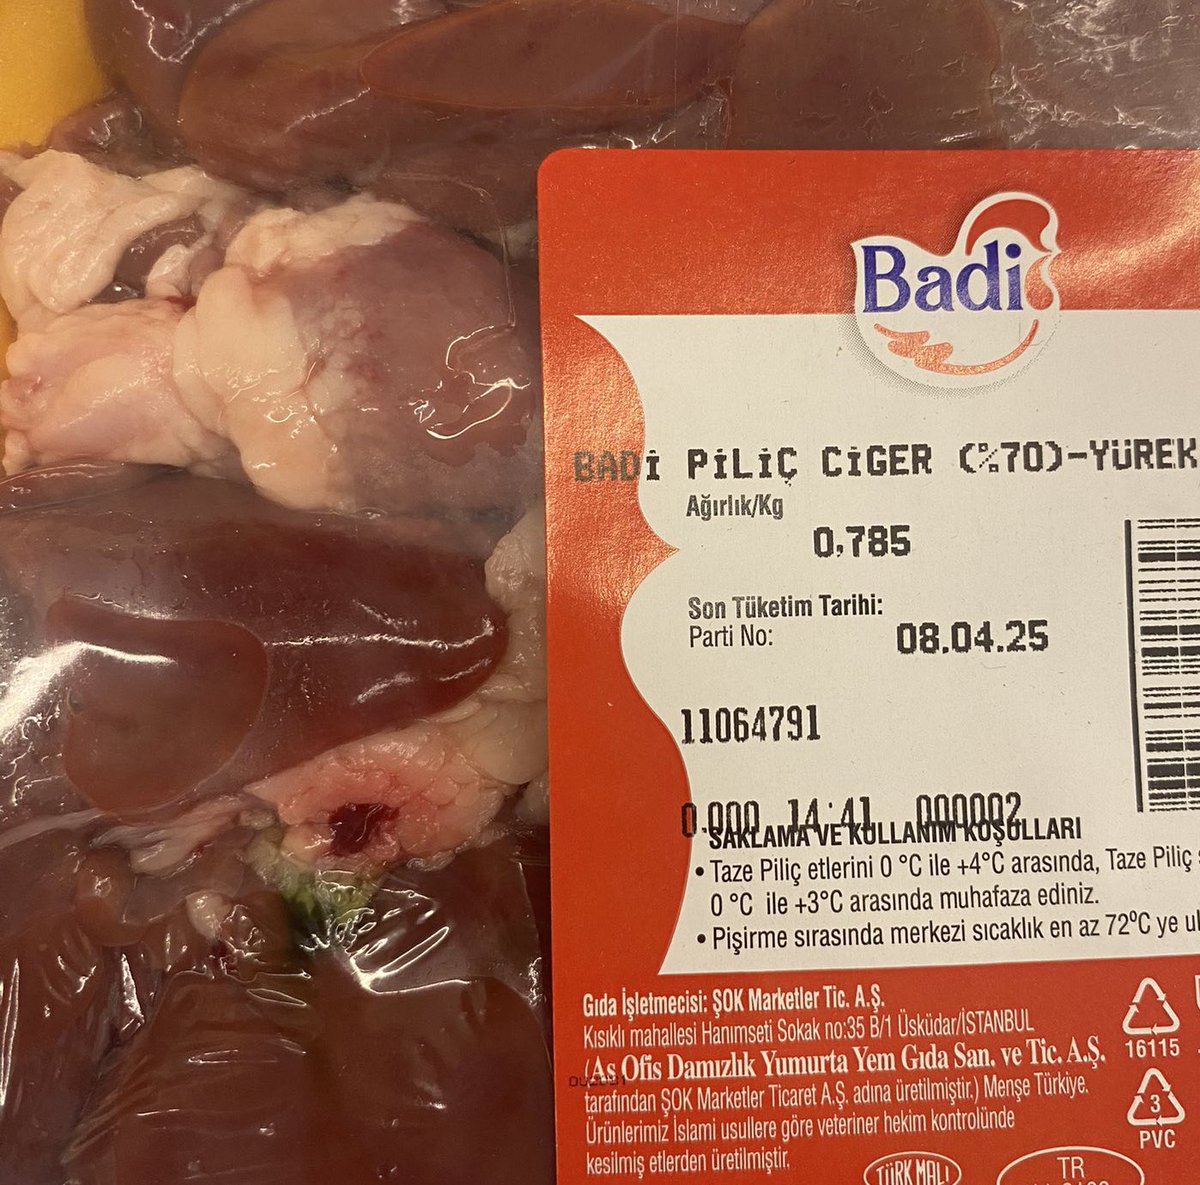 Badi
BADİ PİLİÇ CİGER (%70)-YÜREK
Ağırlık/Kg
0,785
Son Tüketim Tarihi:
Parti No:
08.04.25
11064791
0.000 14:41 000002
SAKLAMA VE KULLANIM KOŞULLARI
• Taze Piliç etlerini 0 °C ile +4°C arasında, Taze Piliç
0 °C ile +3°C arasında muhafaza ediniz.
• Pişirme sırasında merkezi sıcaklık en az 72ºC ye
Gıda İşletmecisi: ŞOK Marketler Tic. A.Ş.
Kısıklı mahallesi Hanımseti Sokak no:35 B/1 Üsküdar/İSTANBUL
(As Ofis Damızlık Yumurta Yem Gıda San. ve Tic. A.Ş.
tarafından ŞOK Marketler Ticaret A.Ş. adına üretilmiştir.) Menşe Türkiye.
Ürünlerimiz İslami usullere göre veteriner hekim kontrolünde
kesilmiş etlerden üretilmiştir.
16115
3
PVC
TÜRK MALI
TR